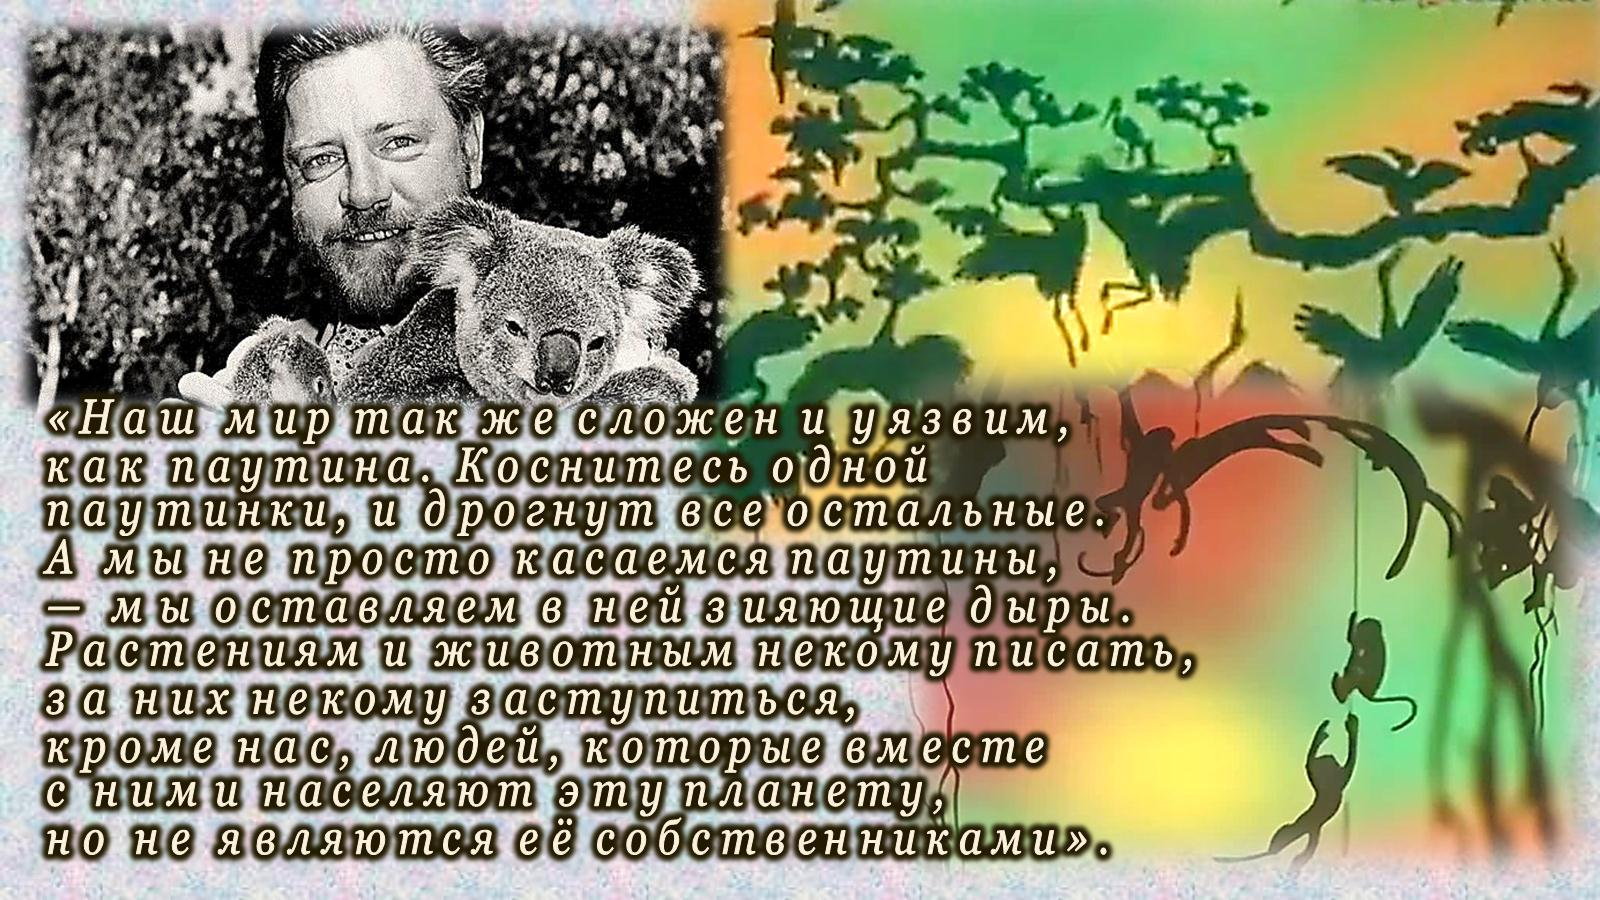 «Наш мир так же сложен и уязвим,
как паутина. Коснитесь одной
паутинки, и дрогнут все остальные.
А мы не просто касаемся паутины,
— мы оставляем в ней зияющие дыры.
Растениям и животным некому писать,
за них некому заступиться,
кроме нас, людей, которые вместе
с ними населяют эту планету,
но не являются её собственниками».